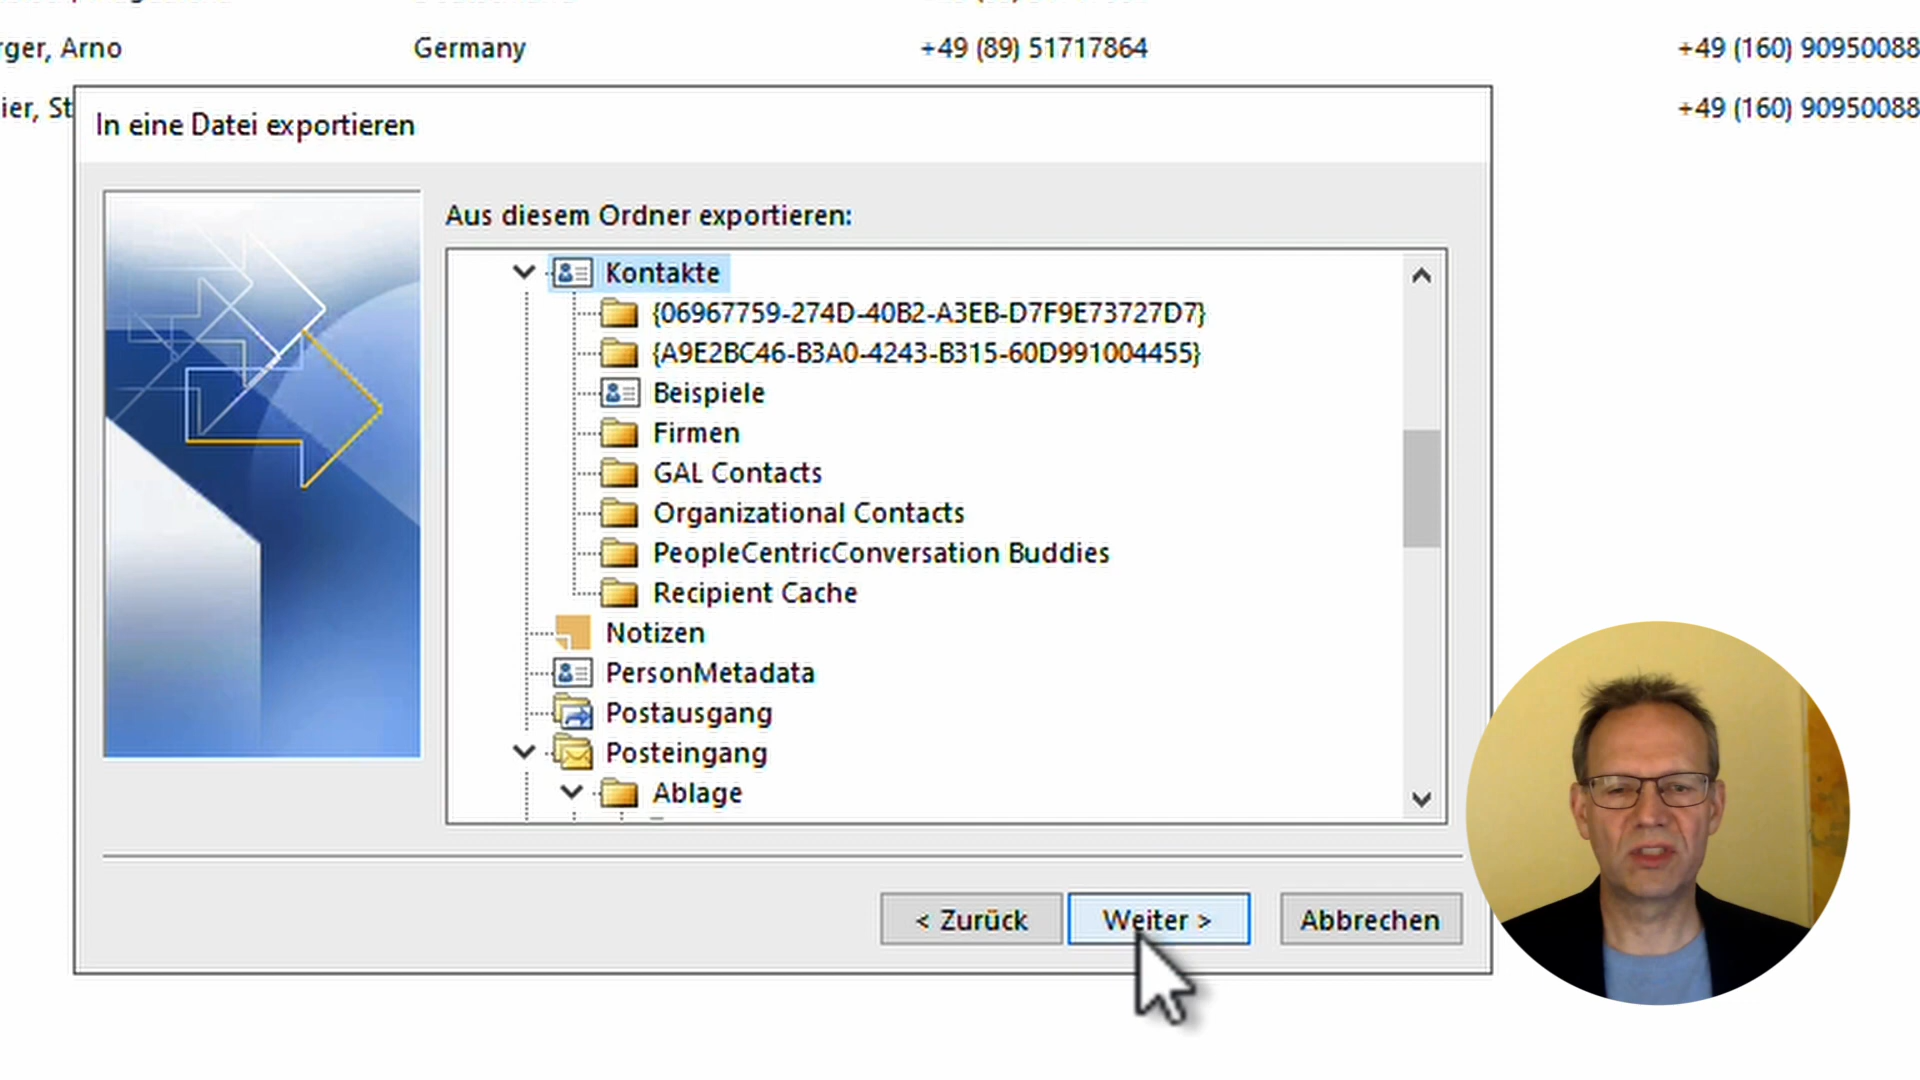 rger, Arno Germany +49 (89) 51717864 +49 (160) 90950088
ier, St +49 (160) 90950088
In eine Datei exportieren
Aus diesem Ordner exportieren:
Kontakte
{06967759-274D-40B2-A3EB-D7F9E73727D7}
{A9E2BC46-B3A0-4243-B315-60D991004455}
Beispiele
Firmen
GAL Contacts
Organizational Contacts
PeopleCentricConversation Buddies
Recipient Cache
Notizen
PersonMetadata
Postausgang
Posteingang
Ablage
< Zurück Weiter > Abbrechen